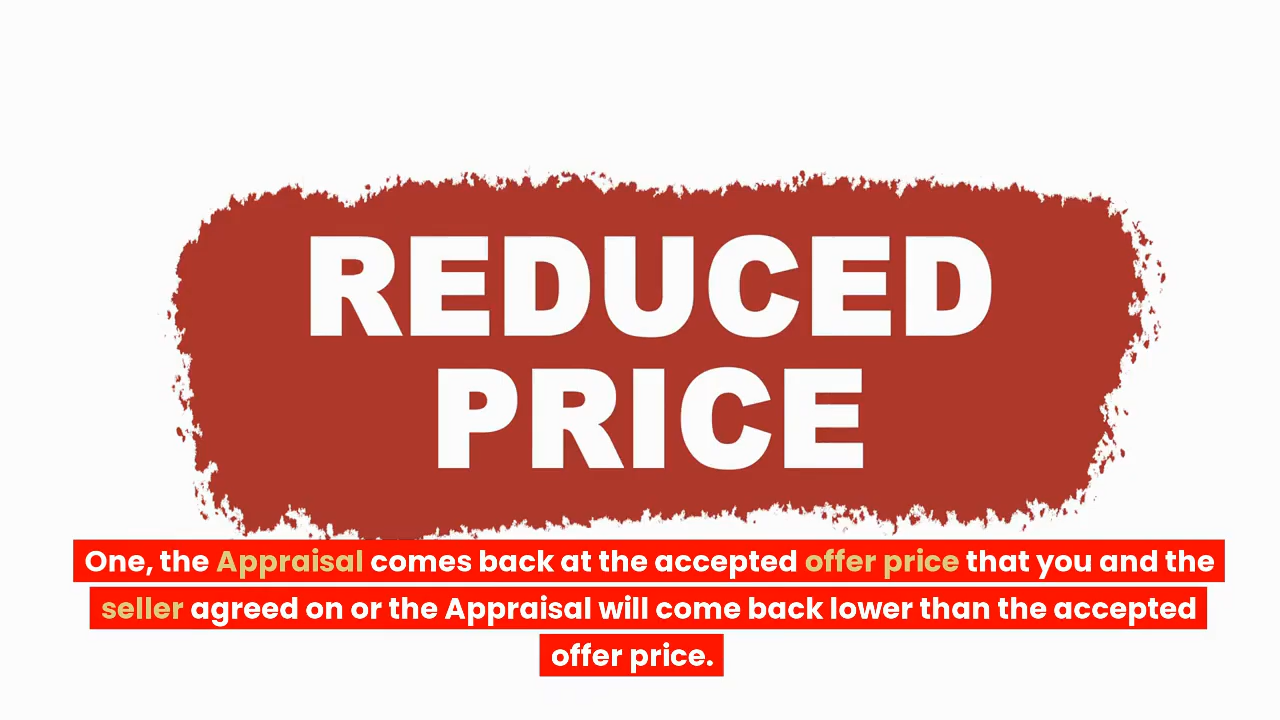 REDUCED
PRICE
One, the Appraisal comes back at the accepted offer price that you and the
seller agreed on or the Appraisal will come back lower than the accepted
offer price.